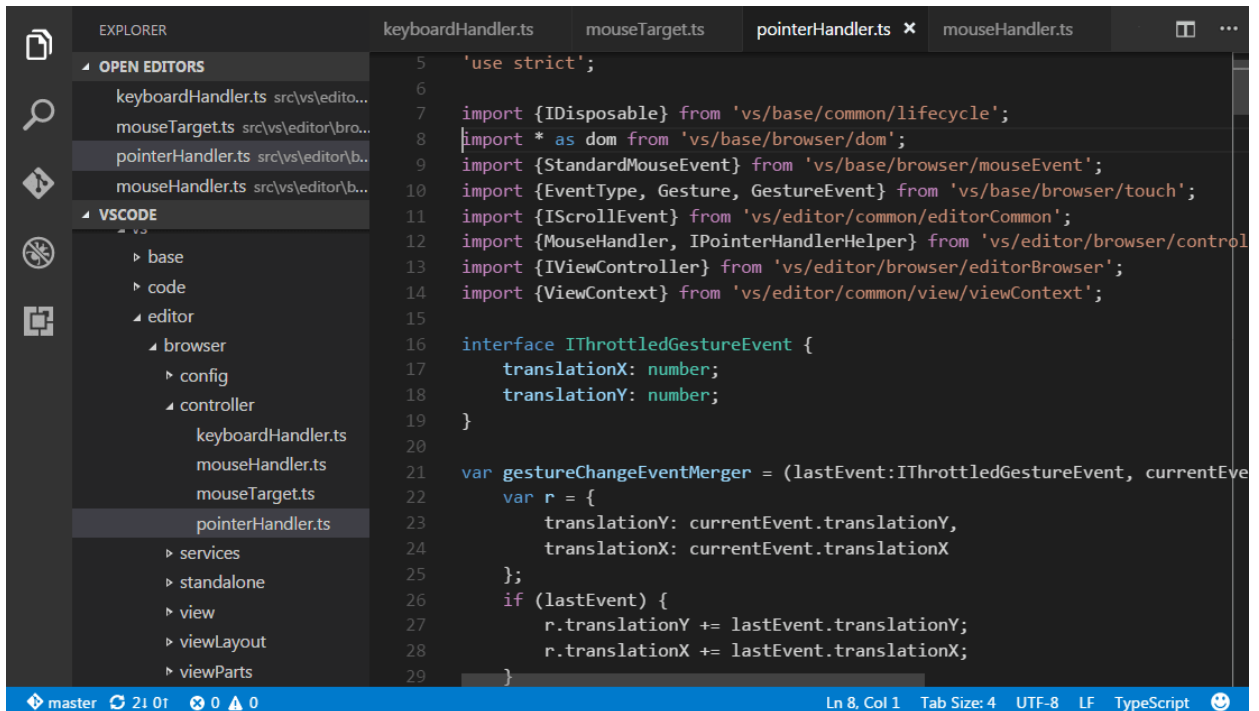 EXPLORER
OPEN EDITORS
keyboardHandler.ts src\vs\edito...
mouseTarget.ts src\vs\editor\bro...
pointerHandler.ts src\vs\editor\b...
mouseHandler.ts src\vs\editor\b...
VSCODE
vs
base
code
editor
browser
config
controller
keyboardHandler.ts
mouseHandler.ts
mouseTarget.ts
pointerHandler.ts
services
standalone
view
viewLayout
viewParts
keyboardHandler.ts mouseTarget.ts pointerHandler.ts × mouseHandler.ts ...
5 'use strict';
6
7 import {IDisposable} from 'vs/base/common/lifecycle';
8 import * as dom from 'vs/base/browser/dom';
9 import {StandardMouseEvent} from 'vs/base/browser/mouseEvent';
10 import {EventType, Gesture, GestureEvent} from 'vs/base/browser/touch';
11 import {IScrollEvent} from 'vs/editor/common/editorCommon';
12 import {MouseHandler, IPointerHandlerHelper} from 'vs/editor/browser/control
13 import {IViewController} from 'vs/editor/browser/editorBrowser';
14 import {ViewContext} from 'vs/editor/common/view/viewContext';
15
16 interface IThrottledGestureEvent {
17     translationX: number;
18     translationY: number;
19 }
20
21 var gestureChangeEventMerger = (lastEvent:IThrottledGestureEvent, currentEve
22     var r = {
23         translationY: currentEvent.translationY,
24         translationX: currentEvent.translationX
25     };
26     if (lastEvent) {
27         r.translationY += lastEvent.translationY;
28         r.translationX += lastEvent.translationX;
29     }
master 2↓ 0↑ 0 0 Ln 8, Col 1 Tab Size: 4 UTF-8 LF TypeScript